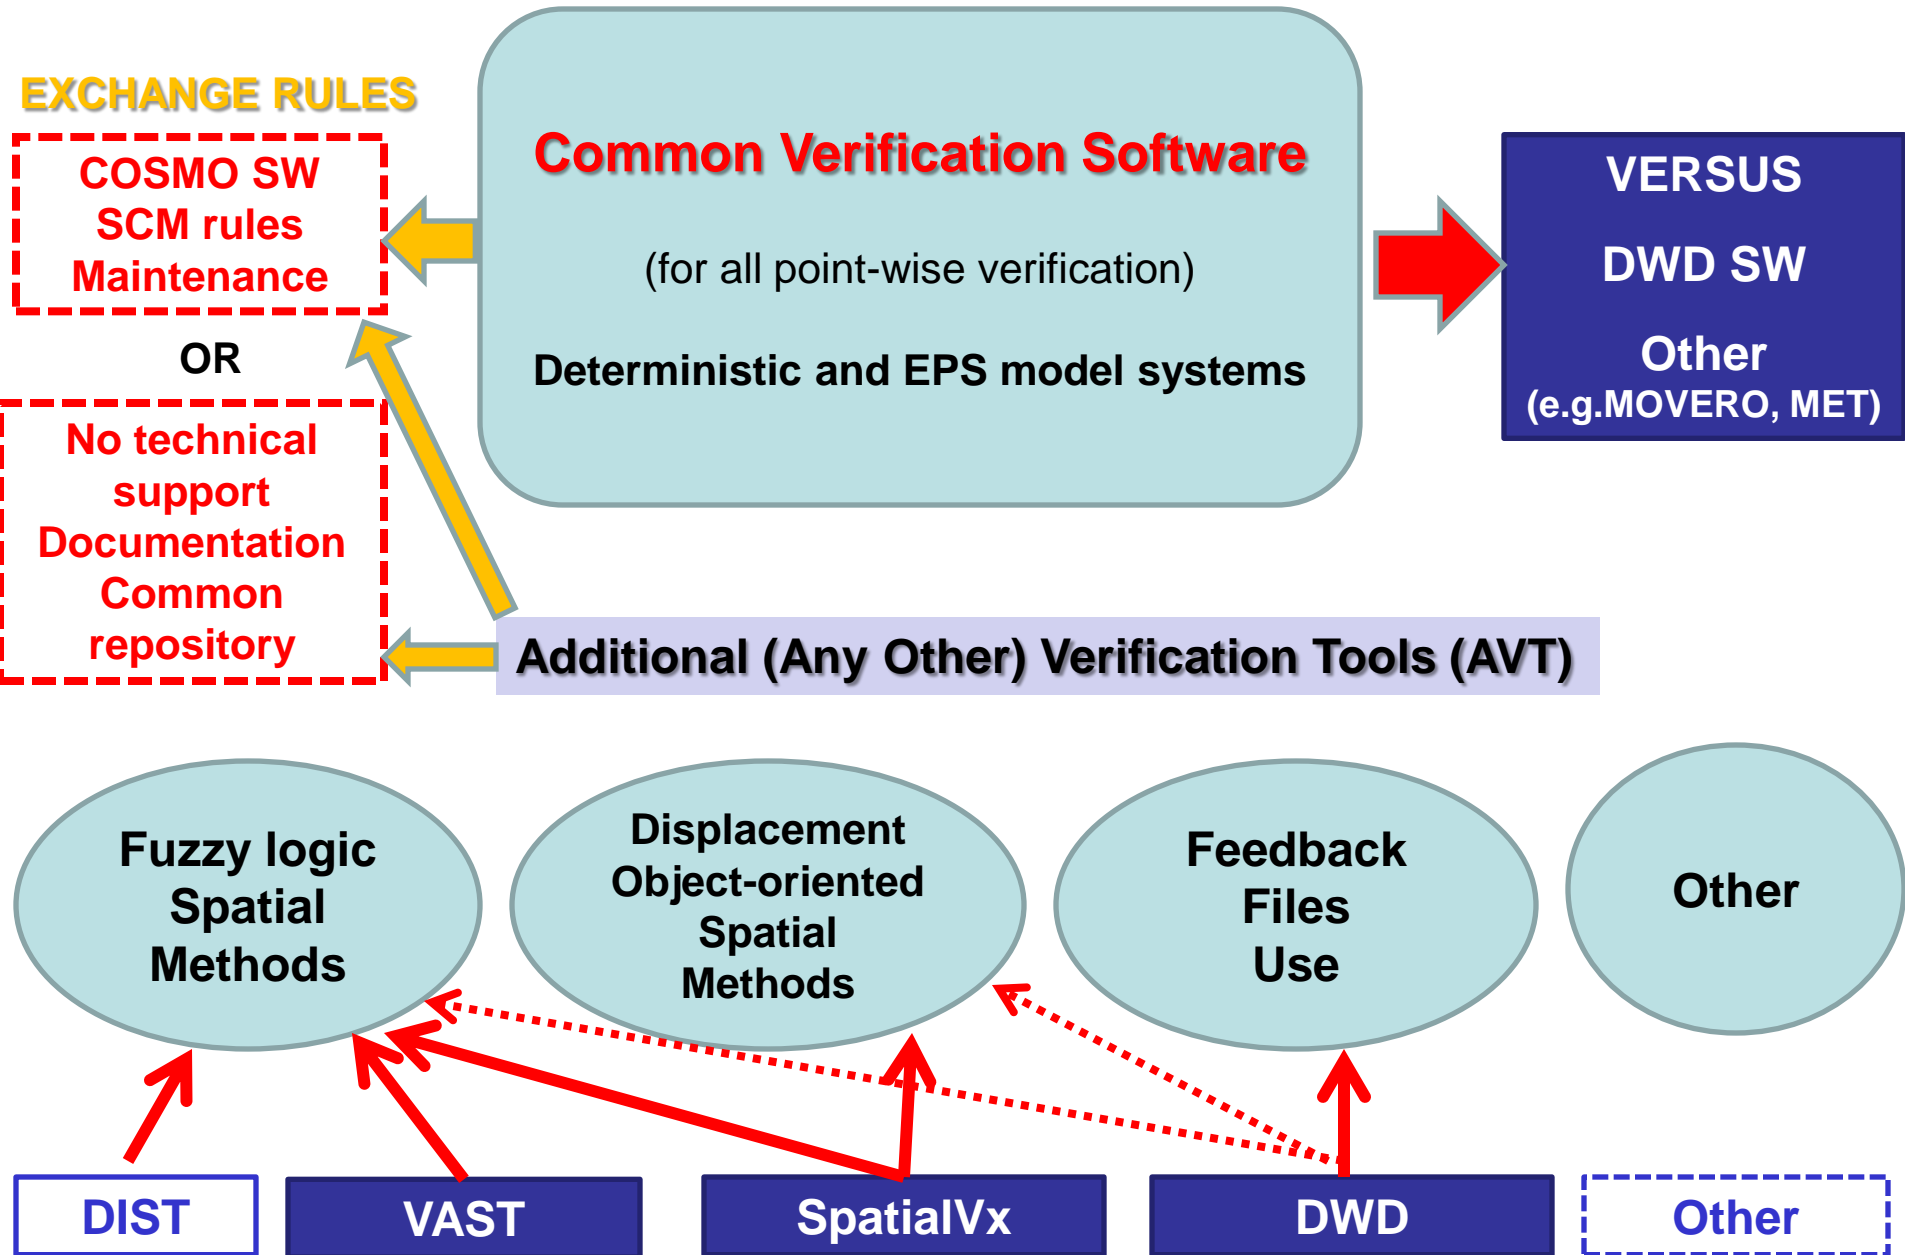 EXCHANGE RULES
COSMO SW
SCM rules
Maintenance
OR
No technical
support
Documentation
Common
repository
Common Verification Software
(for all point-wise verification)
Deterministic and EPS model systems
VERSUS
DWD SW
Other
(e.g.MOVERO, MET)
Additional (Any Other) Verification Tools (AVT)
Fuzzy logic
Spatial
Methods
Displacement
Object-oriented
Spatial
Methods
Feedback
Files
Use
Other
DIST
VAST
SpatialVx
DWD
Other